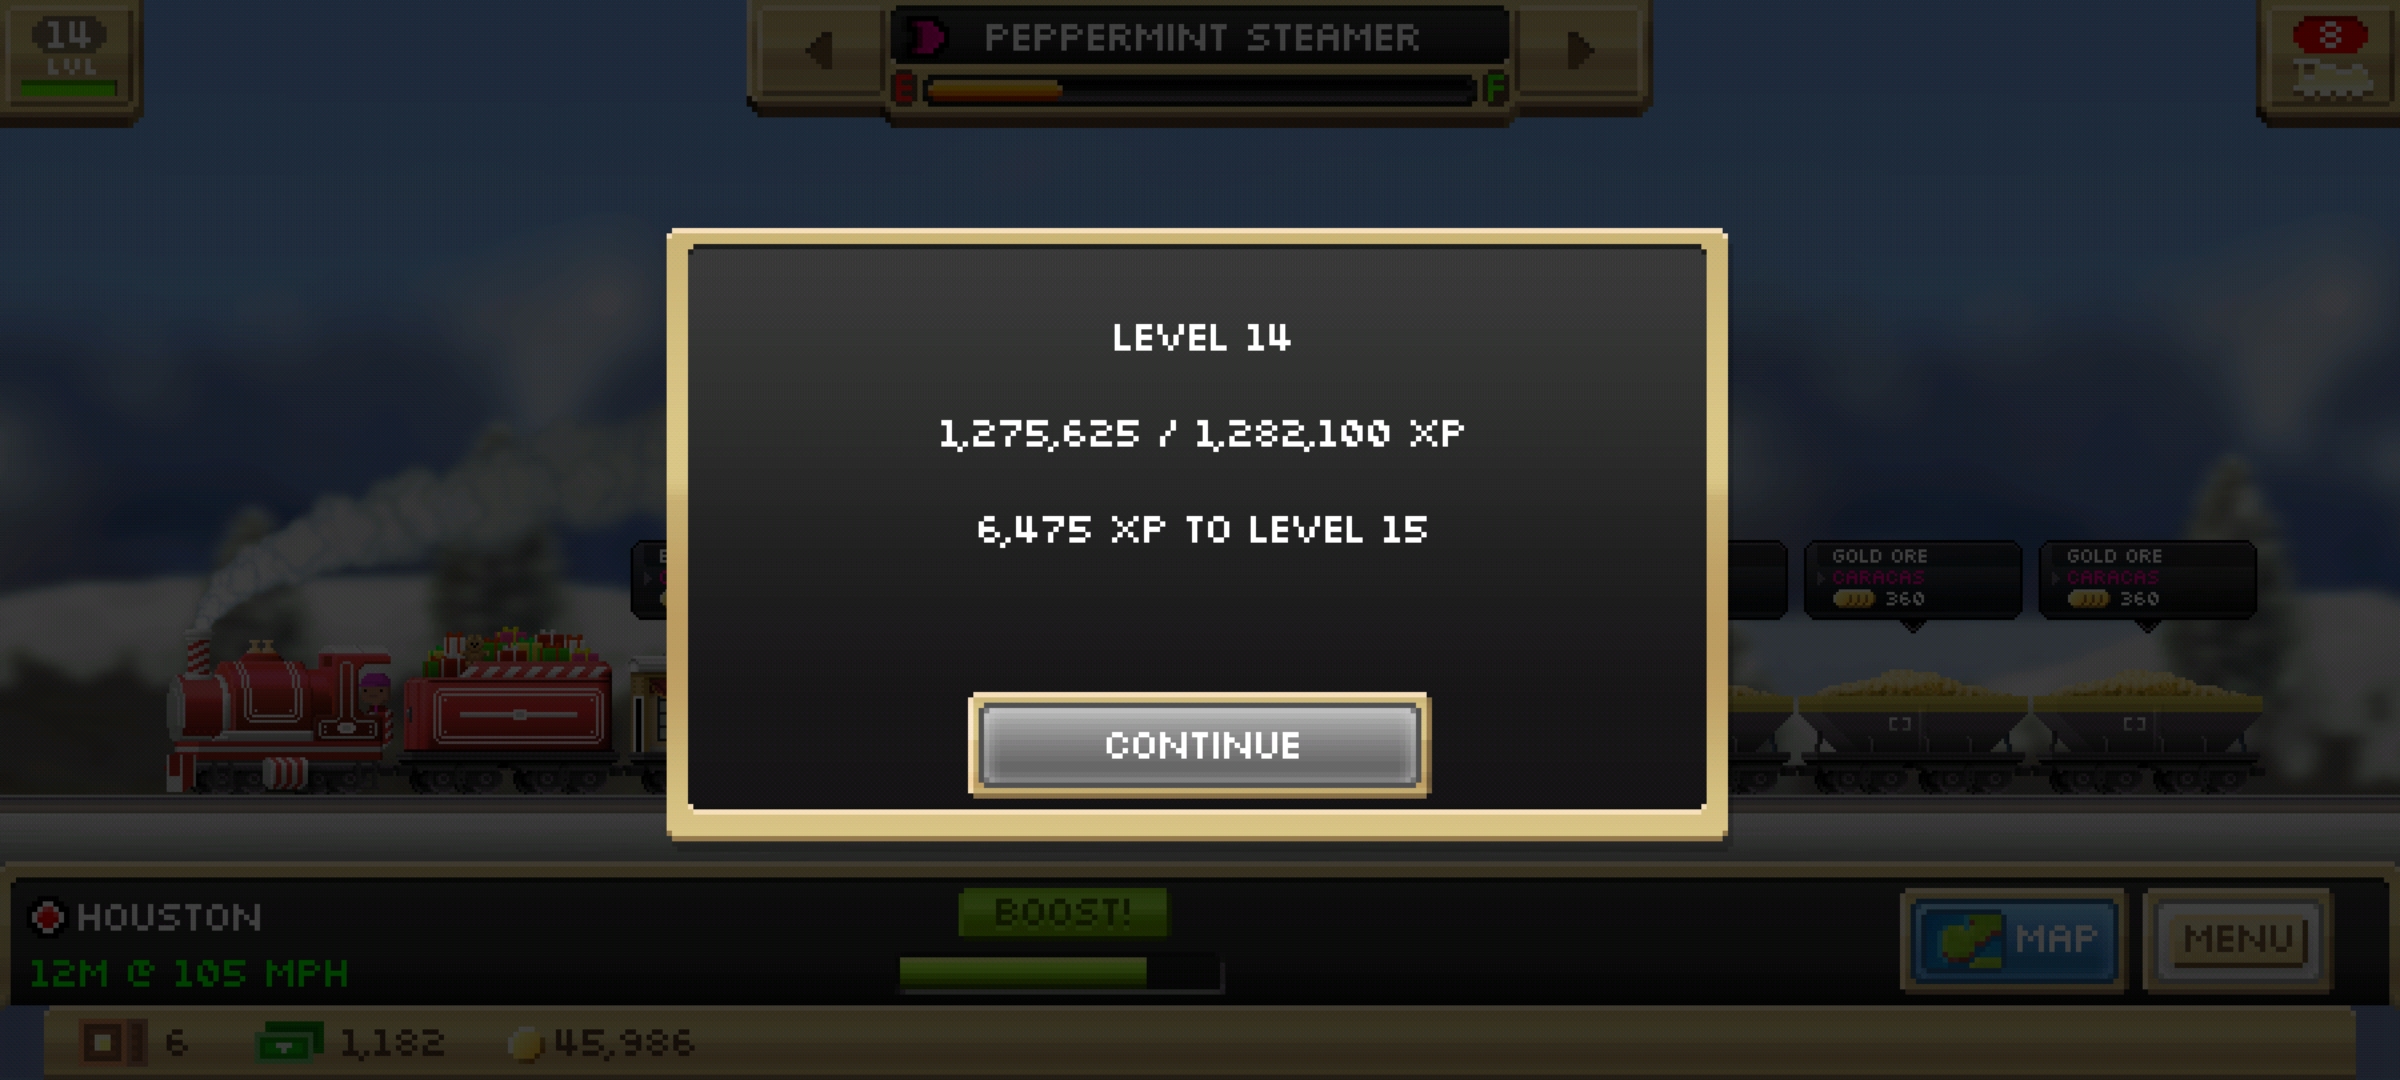 14
LVL
PEPPERMINT STEAMER
E
F
8
LEVEL 14
1,275,625 / 1,282,100 XP
6,475 XP TO LEVEL 15
CONTINUE
GOLD ORE
CARACAS
360
GOLD ORE
CARACAS
360
HOUSTON
12M @ 105 MPH
BOOST!
MAP
MENU
6
1,182
45,986